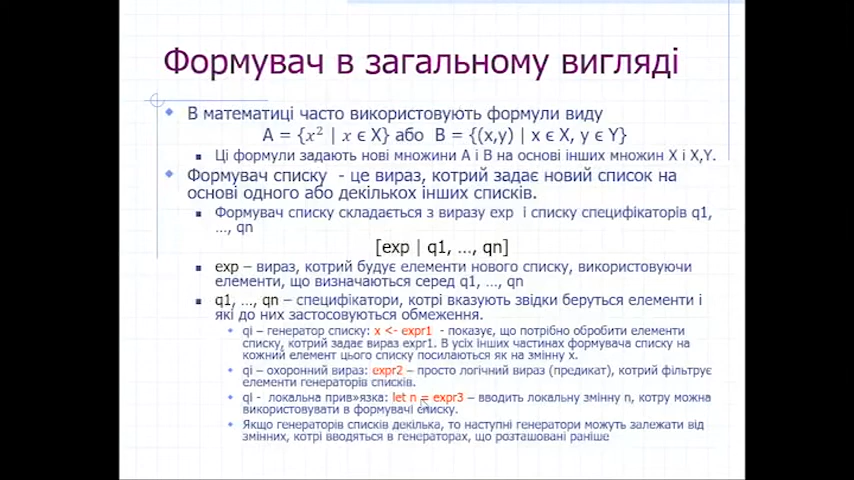 Формувач в загальному вигляді
В математиці часто використовують формули виду
A = {𝑥² | 𝑥 є X} або B = {(x,y) | x є X, y є Y}
Ці формули задають нові множини A і B на основі інших множин X і X,Y.
Формувач списку - це вираз, котрий задає новий список на
основі одного або декількох інших списків.
Формувач списку складається з виразу exp і списку специфікаторів q1,
…, qn
[exp | q1, …, qn]
exp – вираз, котрий будує елементи нового списку, використовуючи
елементи, що визначаються серед q1, …, qn
q1, …, qn – специфікатори, котрі вказують звідки беруться елементи і
які до них застосовуються обмеження.
qi – генератор списку: x <- expr1 - показує, що потрібно обробити елементи
списку, котрий задає вираз expr1. В усіх інших частинах формувача списку на
кожний елемент цього списку посилаються як на змінну x.
qi – охоронний вираз: expr2 – просто логічний вираз (предикат), котрий фільтрує
елементи генераторів списків.
qi - локальна прив»язка: let n = expr3 – вводить локальну змінну n, котру можна
використовувати в формувачі списку.
Якщо генераторів списків декілька, то наступні генератори можуть залежати від
змінних, котрі вводяться в генераторах, що розташовані раніше